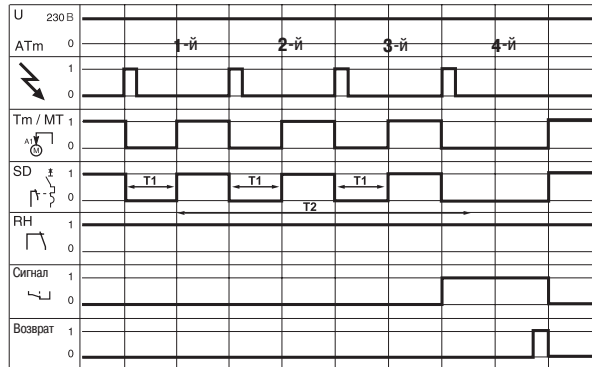 U 230 В
ATm 0 1-й 2-й 3-й 4-й
1
0
Tm / MT 1
A1
M
0
SD 1
T1 T1 T1
0
T2
RH 1
0
Сигнал 1
0
Возврат 1
0